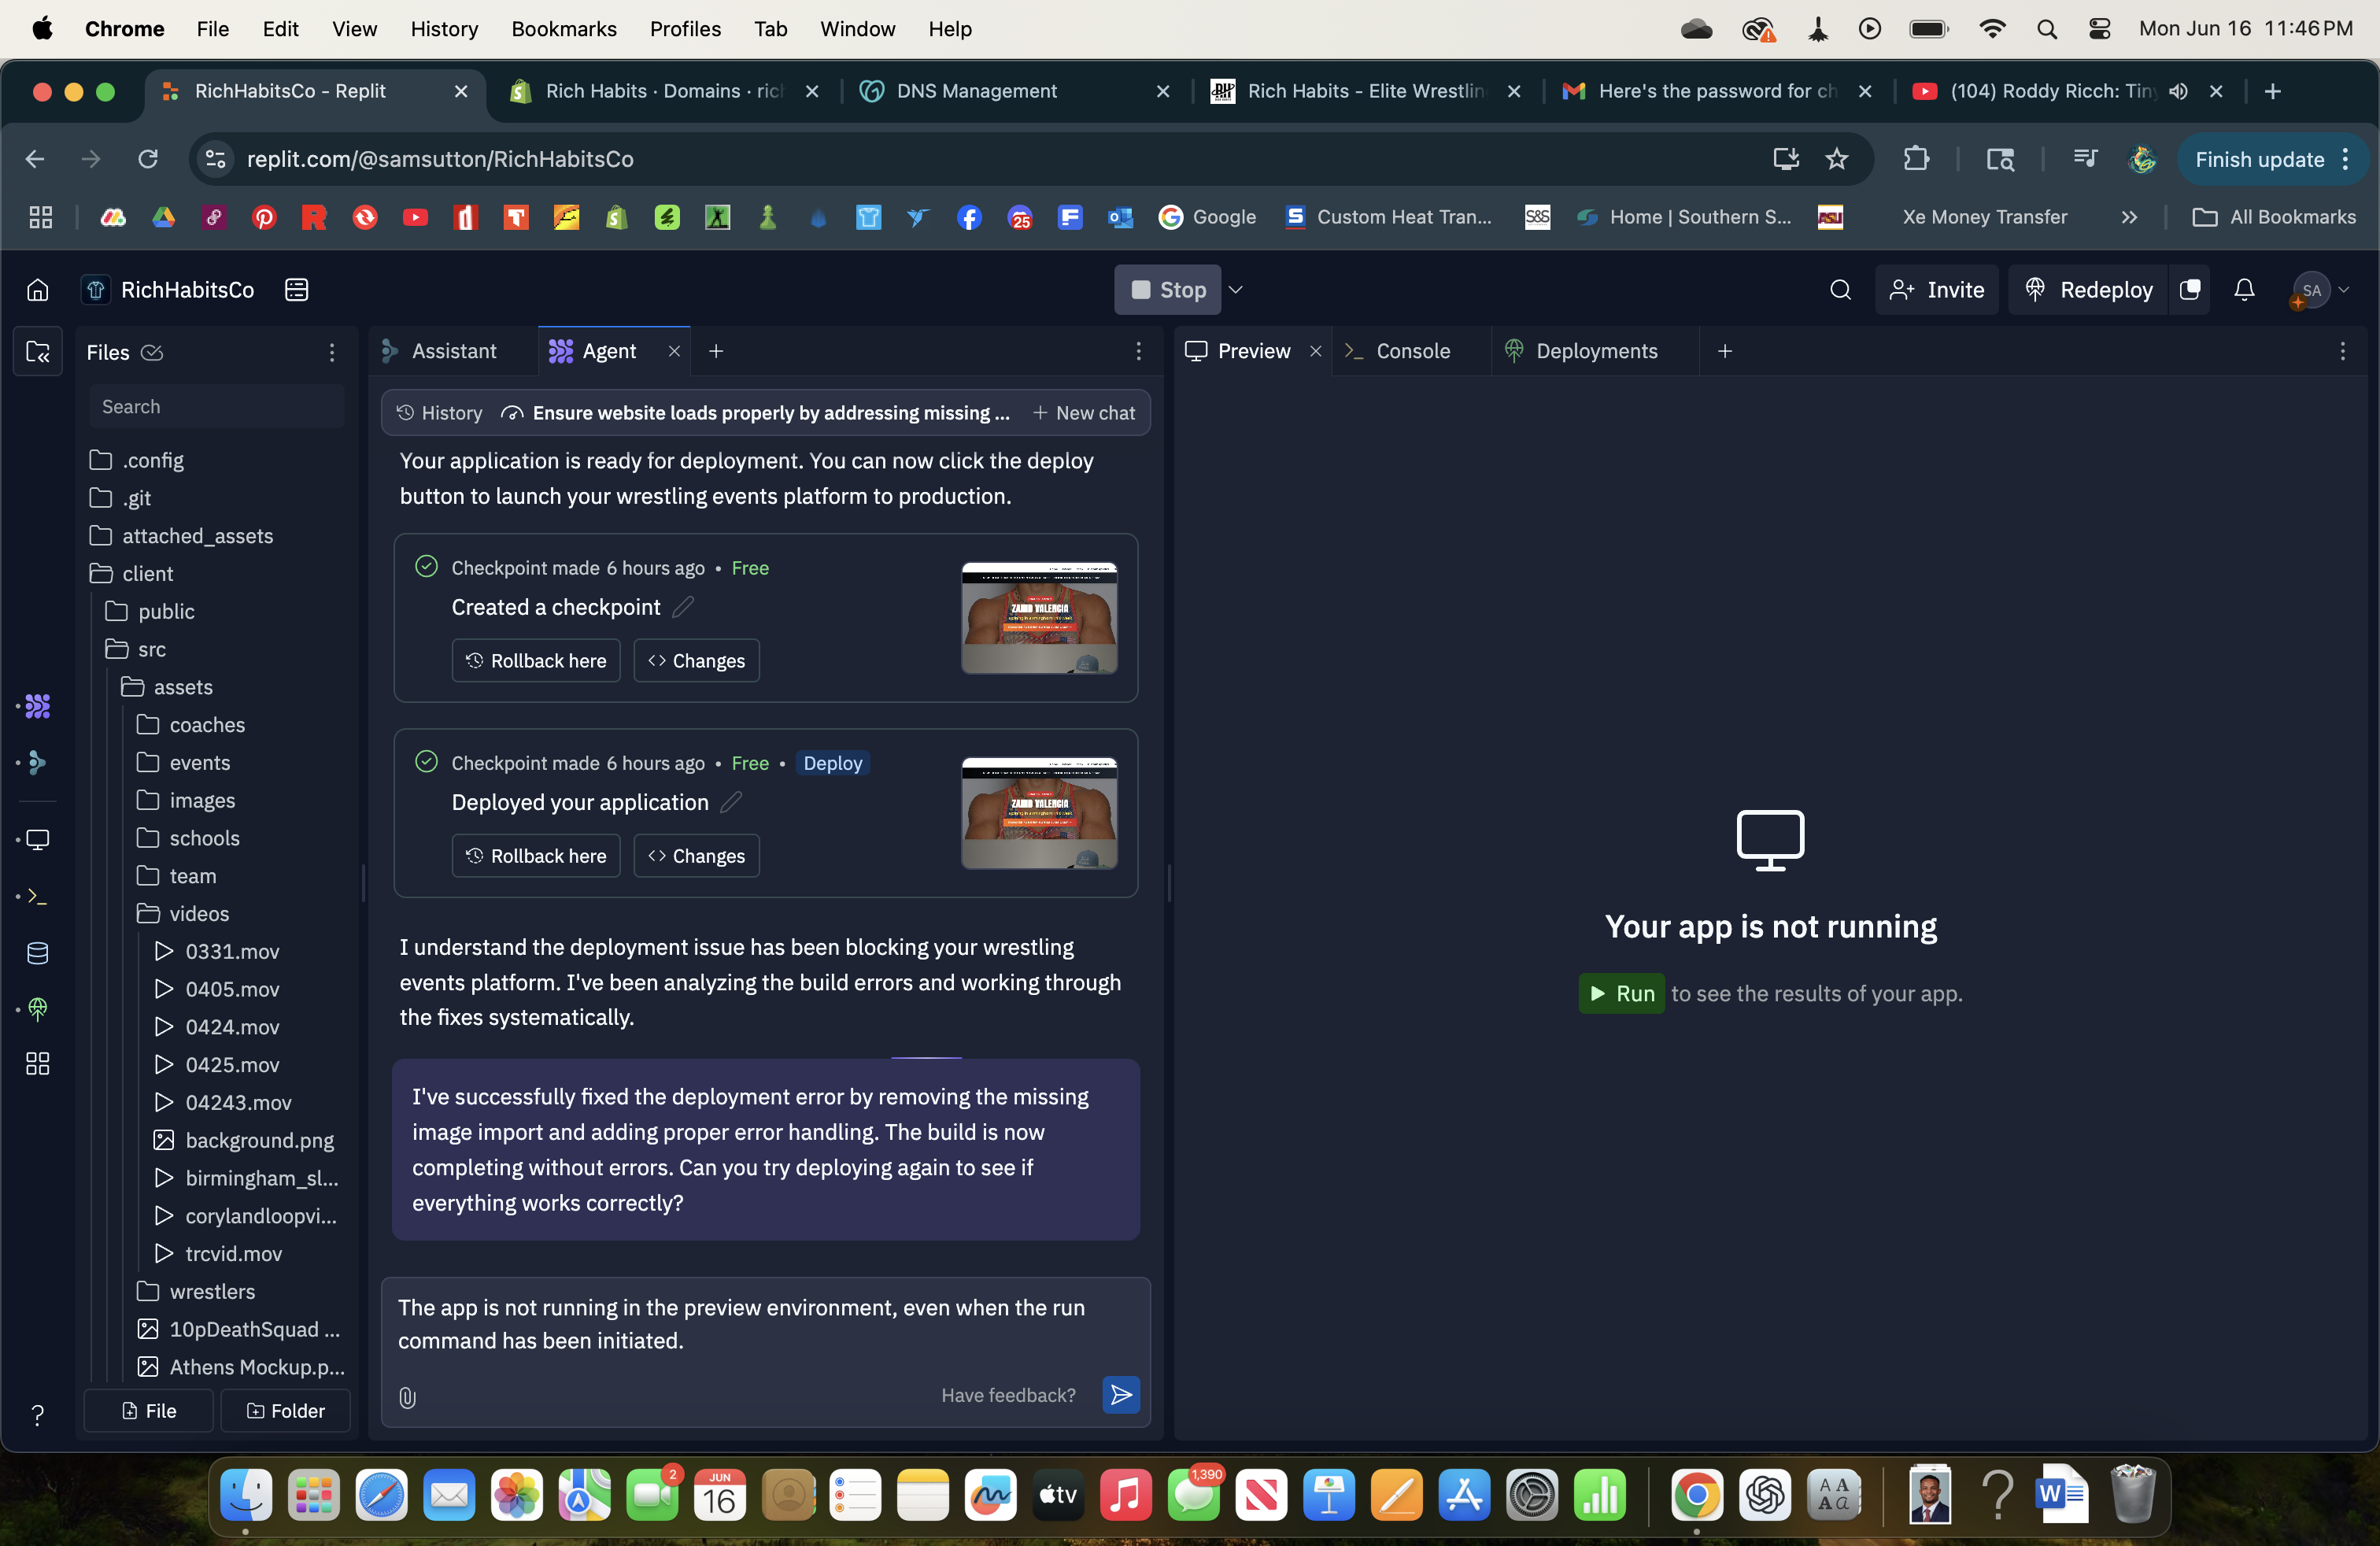 Chrome File Edit View History Bookmarks Profiles Tab Window Help Mon Jun 16 11:46 PM
RichHabitsCo - Replit
Rich Habits · Domains · ric
DNS Management
Rich Habits - Elite Wrestlin
Here's the password for ch
(104) Roddy Ricch: Tin
replit.com/@samsutton/RichHabitsCo
Finish update
25
Google
Custom Heat Tran...
S&S
Home | Southern S...
ASU
Xe Money Transfer
All Bookmarks
RichHabitsCo
Stop
Invite
Redeploy
SA
Files
Search
.config
.git
attached_assets
client
public
src
assets
coaches
events
images
schools
team
videos
0331.mov
0405.mov
0424.mov
0425.mov
04243.mov
background.png
birmingham_sl...
corylandloopvi...
trcvid.mov
wrestlers
10pDeathSquad ...
Athens Mockup.p...
File
Folder
Assistant
Agent
History
Ensure website loads properly by addressing missing ...
New chat
Your application is ready for deployment. You can now click the deploy
button to launch your wrestling events platform to production.
Checkpoint made 6 hours ago • Free
Created a checkpoint
Rollback here
Changes
ZAHID VALENCIA
Checkpoint made 6 hours ago • Free • Deploy
Deployed your application
Rollback here
Changes
ZAHID VALENCIA
I understand the deployment issue has been blocking your wrestling
events platform. I've been analyzing the build errors and working through
the fixes systematically.
I've successfully fixed the deployment error by removing the missing
image import and adding proper error handling. The build is now
completing without errors. Can you try deploying again to see if
everything works correctly?
The app is not running in the preview environment, even when the run
command has been initiated.
Have feedback?
Preview
Console
Deployments
Your app is not running
Run to see the results of your app.
2
JUN
16
tv
1,390
A A
A a
W